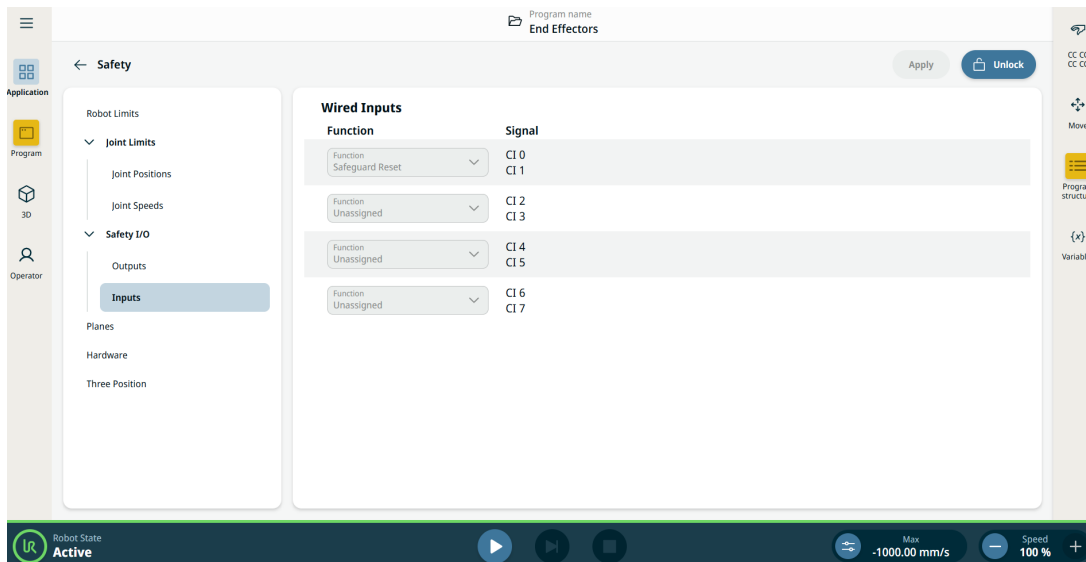 Program name
End Effectors
Application
Program
3D
Operator
Safety
Apply
Unlock
Robot Limits
Joint Limits
Joint Positions
Joint Speeds
Safety I/O
Outputs
Inputs
Planes
Hardware
Three Position
Wired Inputs
Function Signal
Function
Safeguard Reset
CI 0
CI 1
Function
Unassigned
CI 2
CI 3
Function
Unassigned
CI 4
CI 5
Function
Unassigned
CI 6
CI 7
Move
{x}
UR
Robot State
Active
Max
-1000.00 mm/s
Speed
100 %